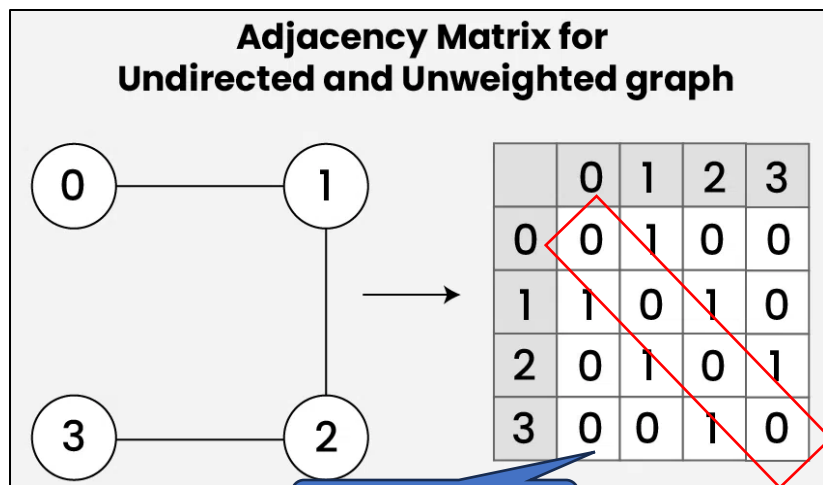 Adjacency Matrix for
Undirected and Unweighted graph
0 1
3 2
0 1 2 3
0 0 1 0 0
1 1 0 1 0
2 0 1 0 1
3 0 0 1 0